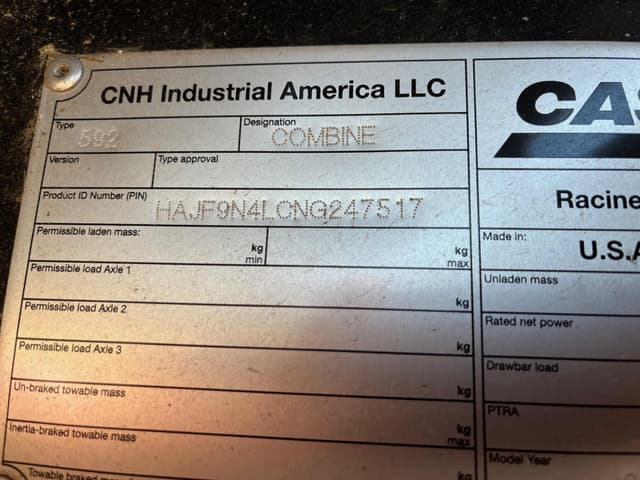 CNH Industrial America LLC
Type
592
Designation
COMBINE
Version
Type approval
Product ID Number (PIN)
HAJF9N4LCNG247517
Permissible laden mass:
kg
min
kg
max
Permissible load Axle 1
kg
Permissible load Axle 2
kg
Permissible load Axle 3
kg
Un-braked towable mass
kg
Inertia-braked towable mass
kg
max
Towable braked
kg
CAS
Racine
Made in:
U.S.A
Unladen mass
Rated net power
Drawbar load
PTRA
Model Year